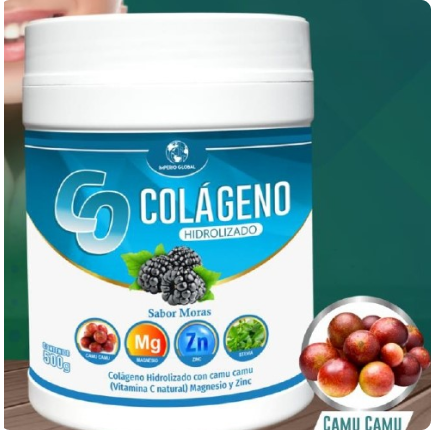 IMPERIO GLOBAL
CO
COLÁGENO
HIDROLIZADO
Sabor Moras
Mg
Zn
CAMU CAMU
MAGNESIO
ZINC
STEVIA
500g
Colágeno Hidrolizado con camu camu
(Vitamina C natural) Magnesio y Zinc
CAMU CAMU